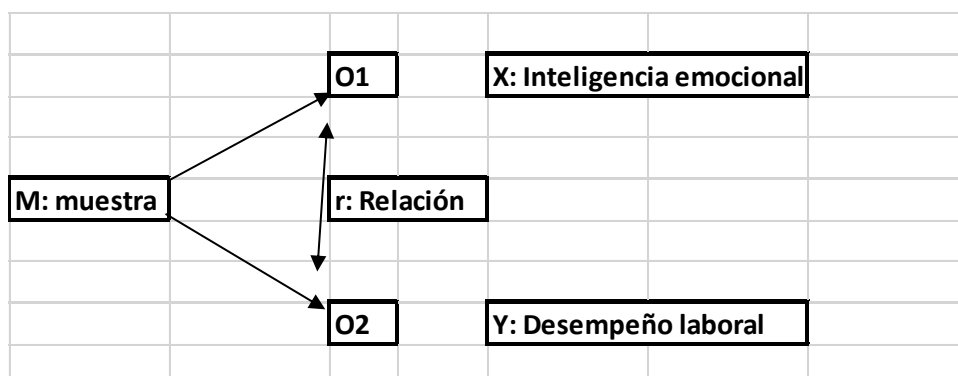 O1
X: Inteligencia emocional
M: muestra
r: Relación
O2
Y: Desempeño laboral